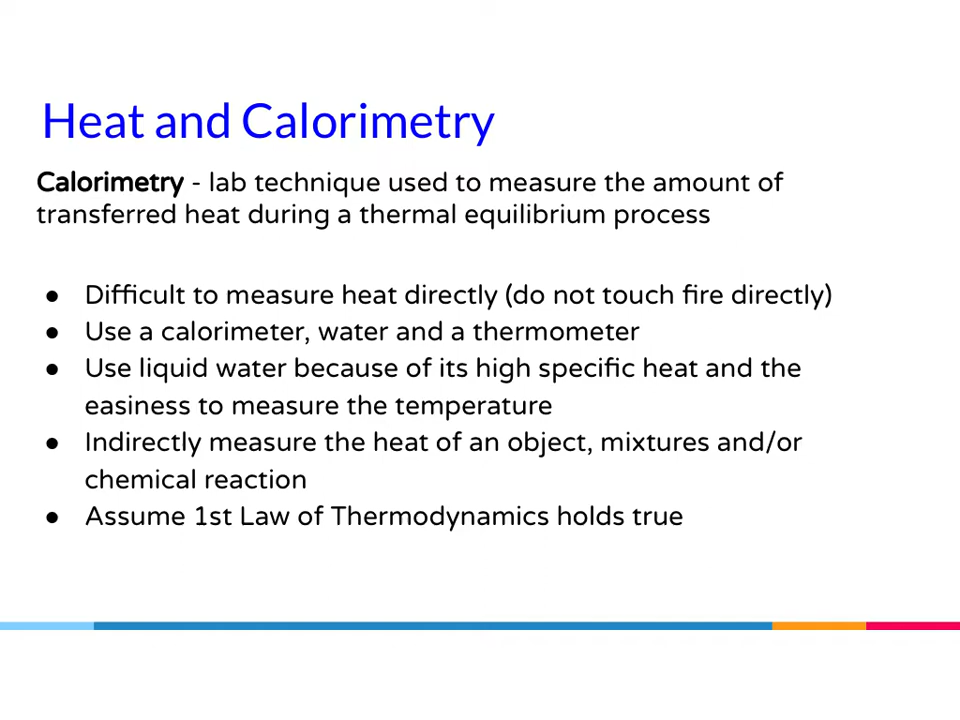 Heat and Calorimetry
Calorimetry - lab technique used to measure the amount of
transferred heat during a thermal equilibrium process
● Difficult to measure heat directly (do not touch fire directly)
● Use a calorimeter, water and a thermometer
● Use liquid water because of its high specific heat and the
easiness to measure the temperature
● Indirectly measure the heat of an object, mixtures and/or
chemical reaction
● Assume 1st Law of Thermodynamics holds true